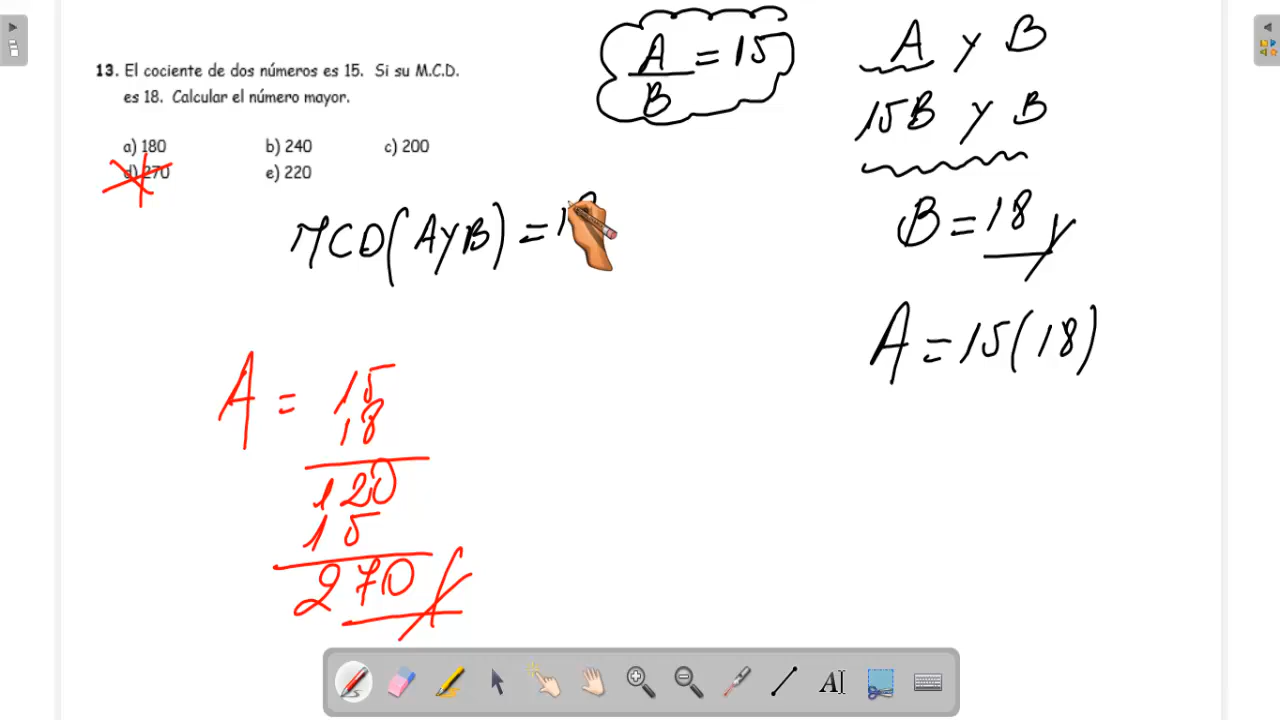 13. El cociente de dos números es 15. Si su M.C.D.
es 18. Calcular el número mayor.
a) 180 b) 240 c) 200
d) 270 e) 220
A/B = 15
A y B
15B y B
B = 18
A = 15(18)
MCD(A y B) =
A = 15
18
120
15
270